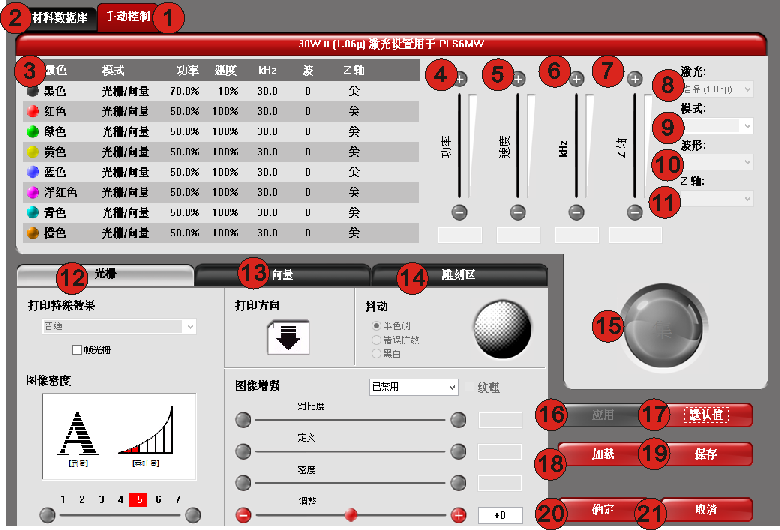 2 材料数据库 手动控制 1
30W #1 (1.06µ) 激光设置用于 PLS6MW
3 颜色 模式 功率 速度 kHz 波 Z 轴
黑色 光栅/向量 70.0% 10% 30.0 0 关
红色 光栅/向量 50.0% 100% 30.0 0 关
绿色 光栅/向量 50.0% 100% 30.0 0 关
黄色 光栅/向量 50.0% 100% 30.0 0 关
蓝色 光栅/向量 50.0% 100% 30.0 0 关
洋红色 光栅/向量 50.0% 100% 30.0 0 关
青色 光栅/向量 50.0% 100% 30.0 0 关
橙色 光栅/向量 50.0% 100% 30.0 0 关
4 5 6 7
功率 速度 kHz Z 轴
激光:
8
模式:
9
波形:
10
Z 轴:
11
12 光栅
13 向量
14 雕刻区
打印特殊效果
帧光栅
图像密度
1 2 3 4 5 6 7
打印方向
抖动
半色调
错误扩散
黑白
图像增强 已禁用 纹理
对比度
定义
密度
调整
+0
15
16 应用
17 默认值
18 加载
19 保存
20 确定
21 取消